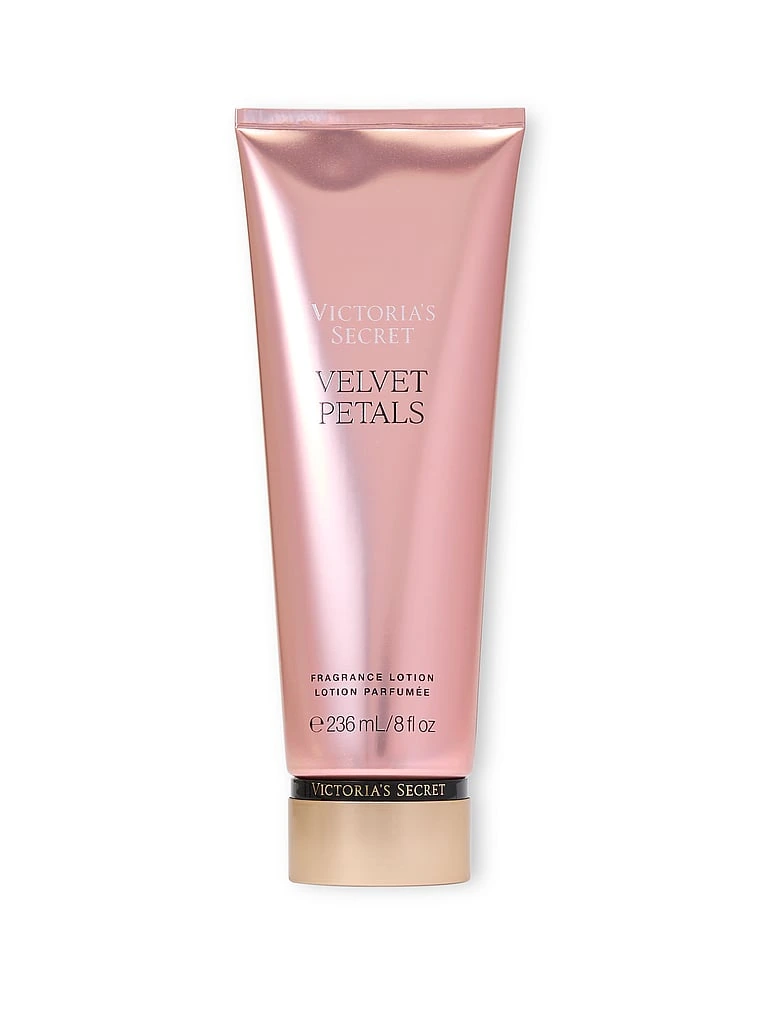 VICTORIA'S
SECRET
VELVET
PETALS
FRAGRANCE LOTION
LOTION PARFUMÉE
℮ 236 mL/8 fl oz
VICTORIA'S SECRET